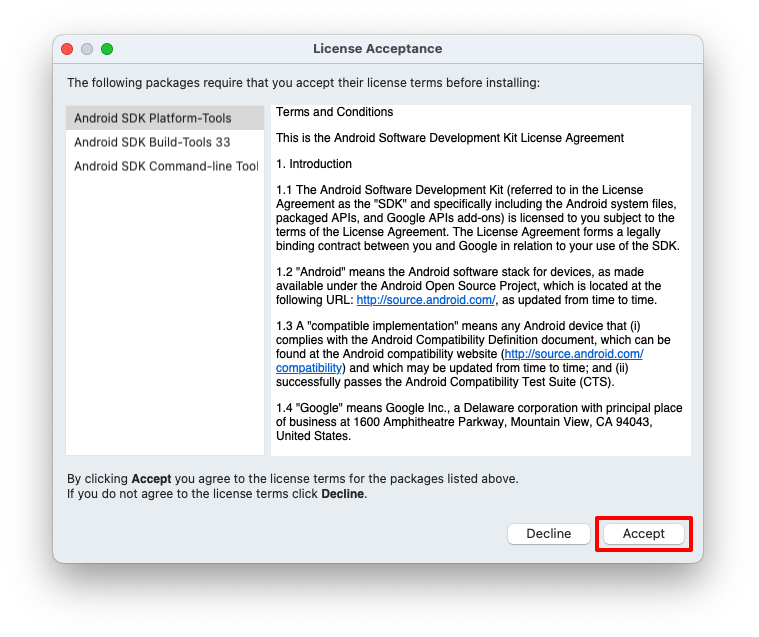 License Acceptance
The following packages require that you accept their license terms before installing:
Android SDK Platform-Tools
Android SDK Build-Tools 33
Android SDK Command-line Tool
Terms and Conditions
This is the Android Software Development Kit License Agreement
1. Introduction
1.1 The Android Software Development Kit (referred to in the License
Agreement as the "SDK" and specifically including the Android system files,
packaged APIs, and Google APIs add-ons) is licensed to you subject to the
terms of the License Agreement. The License Agreement forms a legally
binding contract between you and Google in relation to your use of the SDK.
1.2 "Android" means the Android software stack for devices, as made
available under the Android Open Source Project, which is located at the
following URL: http://source.android.com/, as updated from time to time.
1.3 A "compatible implementation" means any Android device that (i)
complies with the Android Compatibility Definition document, which can be
found at the Android compatibility website (http://source.android.com/
compatibility) and which may be updated from time to time; and (ii)
successfully passes the Android Compatibility Test Suite (CTS).
1.4 "Google" means Google Inc., a Delaware corporation with principal place
of business at 1600 Amphitheatre Parkway, Mountain View, CA 94043,
United States.
By clicking Accept you agree to the license terms for the packages listed above.
If you do not agree to the license terms click Decline.
Decline
Accept